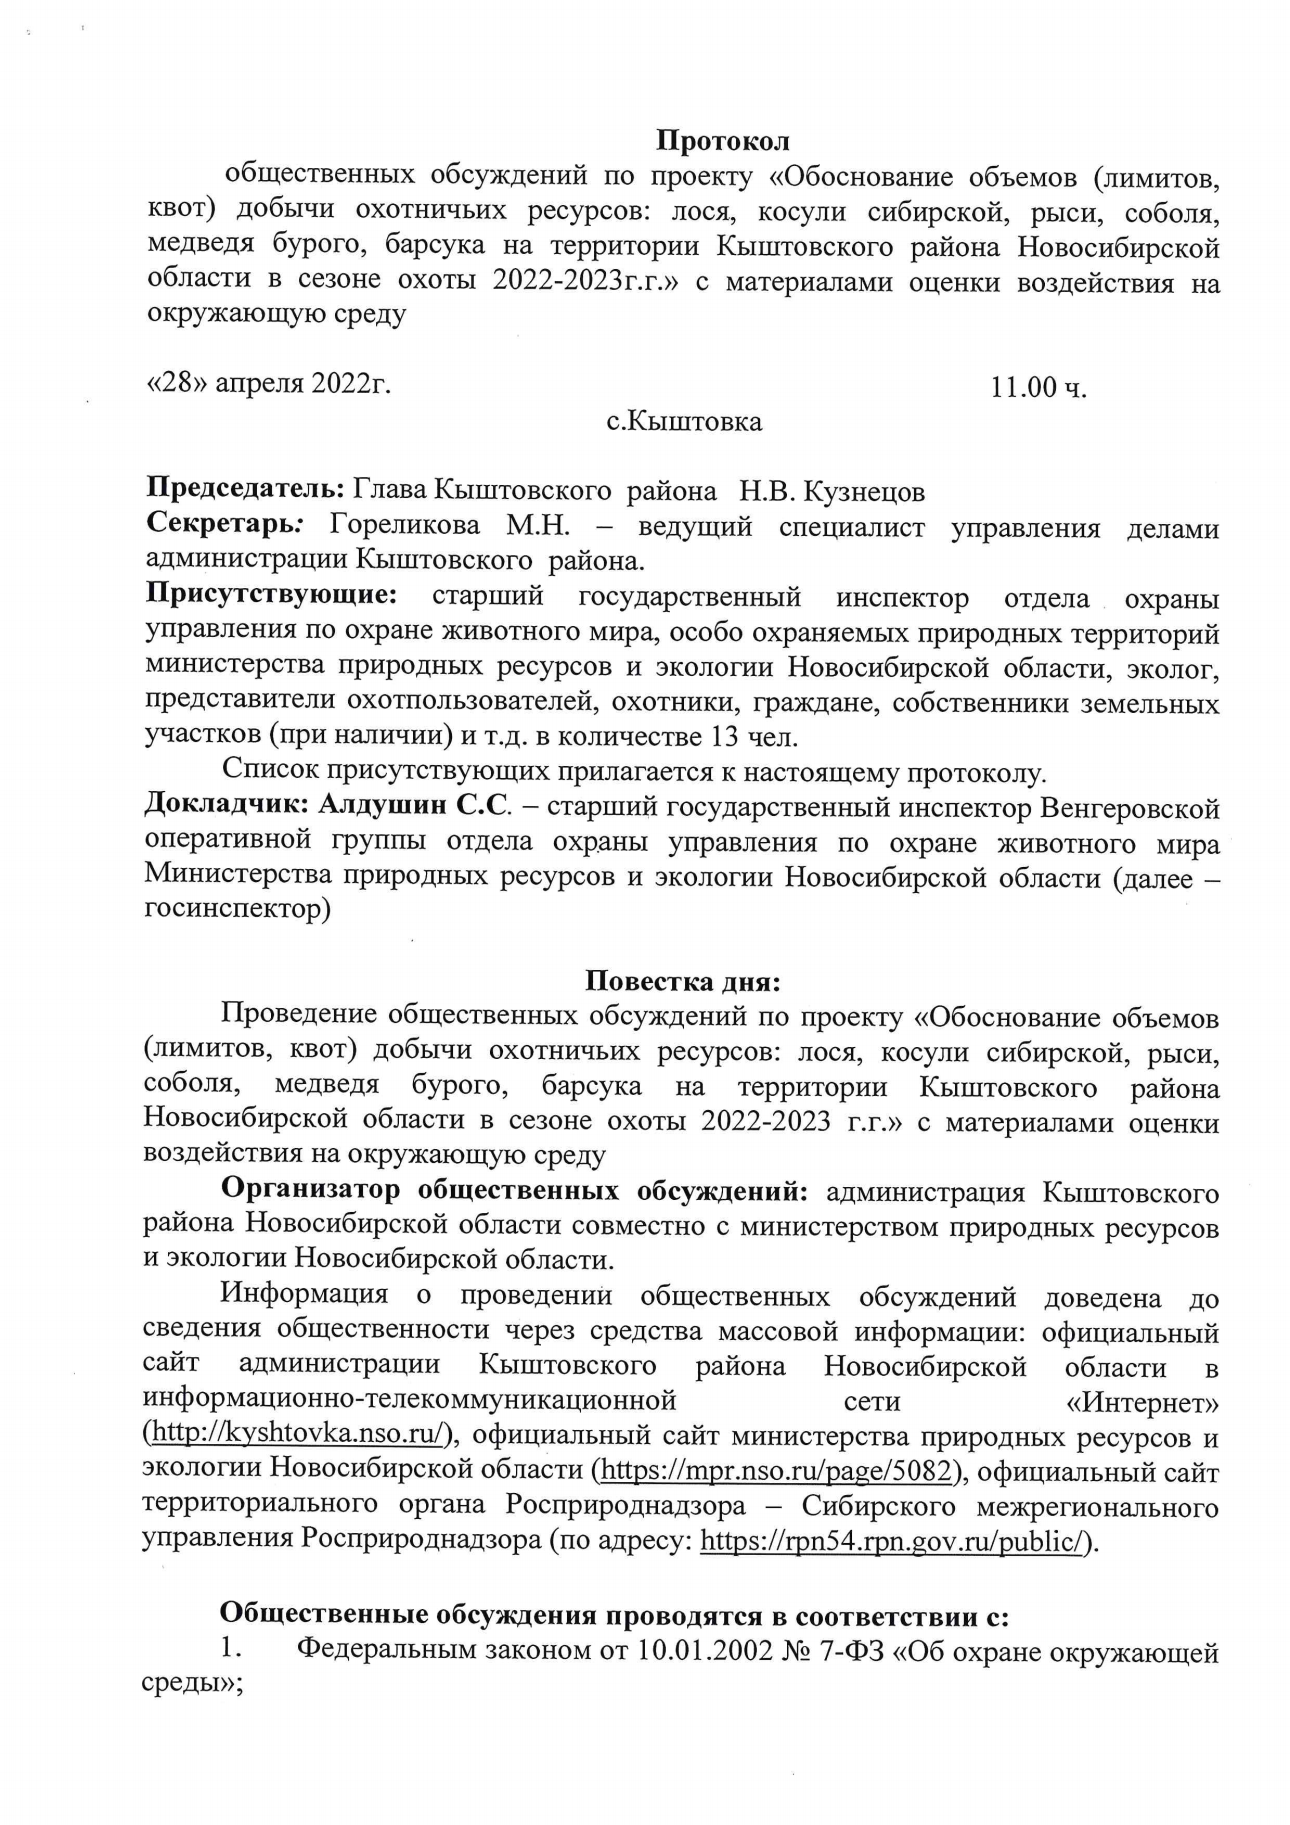 Протокол
общественных обсуждений по проекту «Обоснование объемов (лимитов,
квот) добычи охотничьих ресурсов: лося, косули сибирской, рыси, соболя,
медведя бурого, барсука на территории Кыштовского района Новосибирской
области в сезоне охоты 2022-2023г.г.» с материалами оценки воздействия на
окружающую среду
«28» апреля 2022г. 11.00 ч.
с.Кыштовка
Председатель: Глава Кыштовского района Н.В. Кузнецов
Секретарь: Гореликова М.Н. – ведущий специалист управления делами
администрации Кыштовского района.
Присутствующие: старший государственный инспектор отдела охраны
управления по охране животного мира, особо охраняемых природных территорий
министерства природных ресурсов и экологии Новосибирской области, эколог,
представители охотпользователей, охотники, граждане, собственники земельных
участков (при наличии) и т.д. в количестве 13 чел.
Список присутствующих прилагается к настоящему протоколу.
Докладчик: Алдушин С.С. – старший государственный инспектор Венгеровской
оперативной группы отдела охраны управления по охране животного мира
Министерства природных ресурсов и экологии Новосибирской области (далее –
госинспектор)
Повестка дня:
Проведение общественных обсуждений по проекту «Обоснование объемов
(лимитов, квот) добычи охотничьих ресурсов: лося, косули сибирской, рыси,
соболя, медведя бурого, барсука на территории Кыштовского района
Новосибирской области в сезоне охоты 2022-2023 г.г.» с материалами оценки
воздействия на окружающую среду
Организатор общественных обсуждений: администрация Кыштовского
района Новосибирской области совместно с министерством природных ресурсов
и экологии Новосибирской области.
Информация о проведении общественных обсуждений доведена до
сведения общественности через средства массовой информации: официальный
сайт администрации Кыштовского района Новосибирской области в
информационно-телекоммуникационной сети «Интернет»
(http://kyshtovka.nso.ru/), официальный сайт министерства природных ресурсов и
экологии Новосибирской области (https://mpr.nso.ru/page/5082), официальный сайт
территориального органа Росприроднадзора – Сибирского межрегионального
управления Росприроднадзора (по адресу: https://rpn54.rpn.gov.ru/public/).
Общественные обсуждения проводятся в соответствии с:
1. Федеральным законом от 10.01.2002 № 7-ФЗ «Об охране окружающей
среды»;